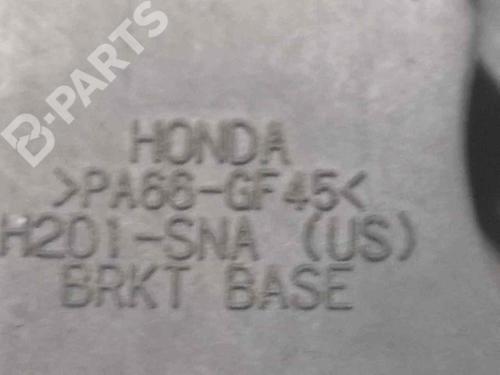 B-PARTS
HONDA
>PA66-GF45<
H201-SNA (US)
BRKT BASE